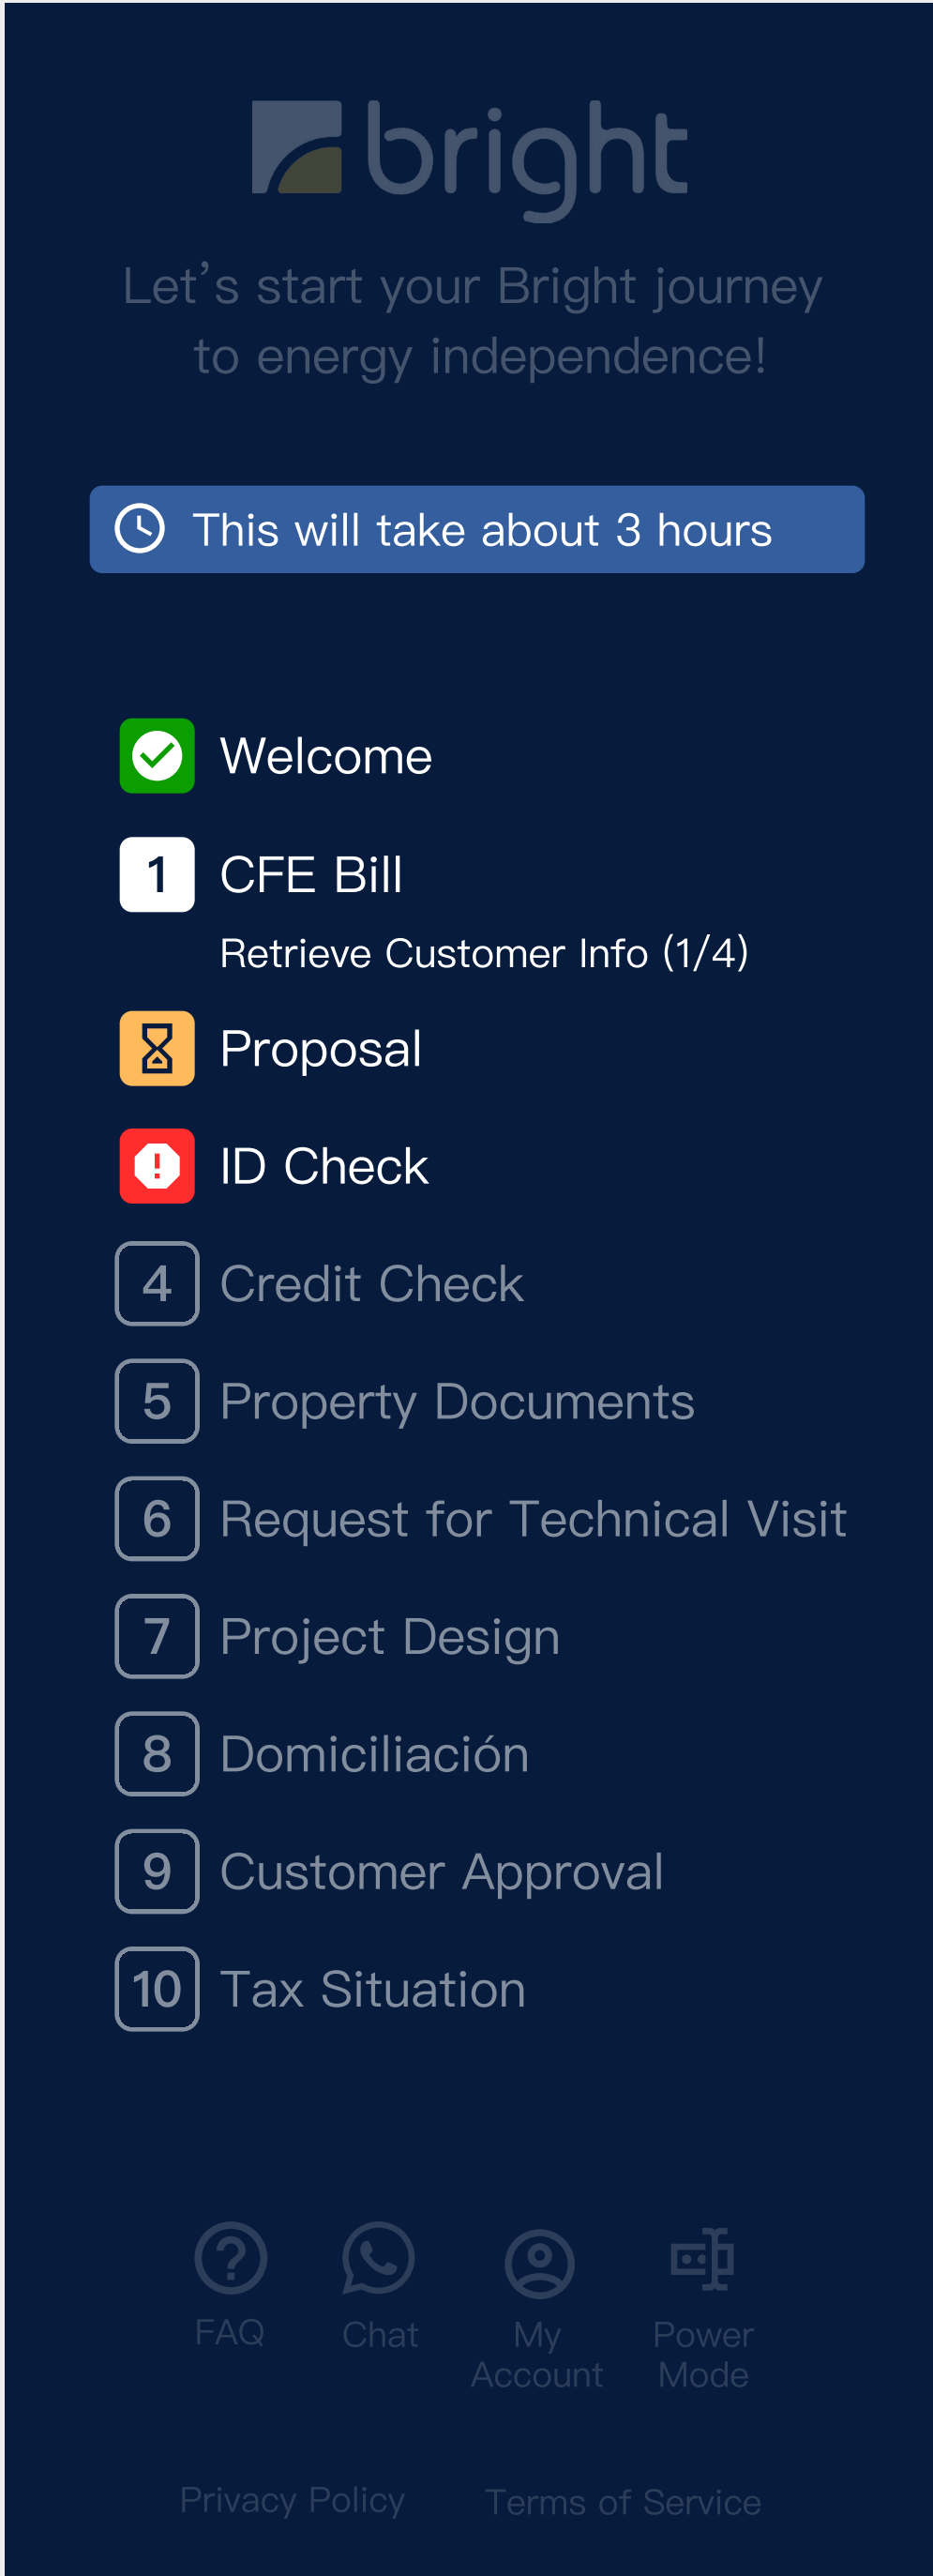 bright
Let's start your Bright journey
to energy independence!
This will take about 3 hours
Welcome
1 CFE Bill
Retrieve Customer Info (1/4)
Proposal
! ID Check
4 Credit Check
5 Property Documents
6 Request for Technical Visit
7 Project Design
8 Domiciliación
9 Customer Approval
10 Tax Situation
? FAQ
Chat
My
Account
Power
Mode
Privacy Policy
Terms of Service